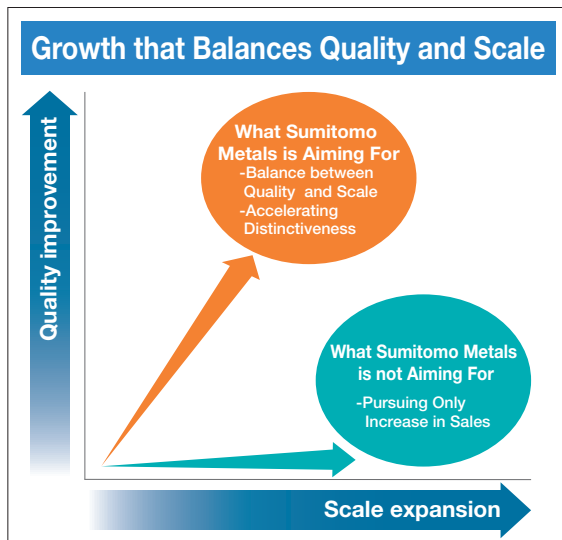 Growth that Balances Quality and Scale
Quality improvement
What Sumitomo
Metals is Aiming For
-Balance between
Quality and Scale
-Accelerating
Distinctiveness
What Sumitomo Metals
is not Aiming For
-Pursuing Only
Increase in Sales
Scale expansion